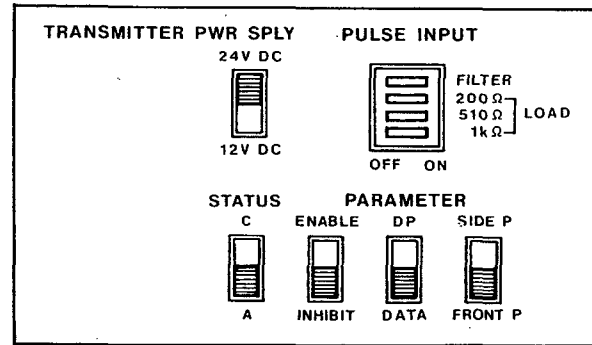 TRANSMITTER PWR SPLY
PULSE INPUT
24V DC
12V DC
FILTER
200 Ω
510 Ω
1k Ω
LOAD
OFF ON
STATUS
PARAMETER
C ENABLE DP SIDE P
A INHIBIT DATA FRONT P